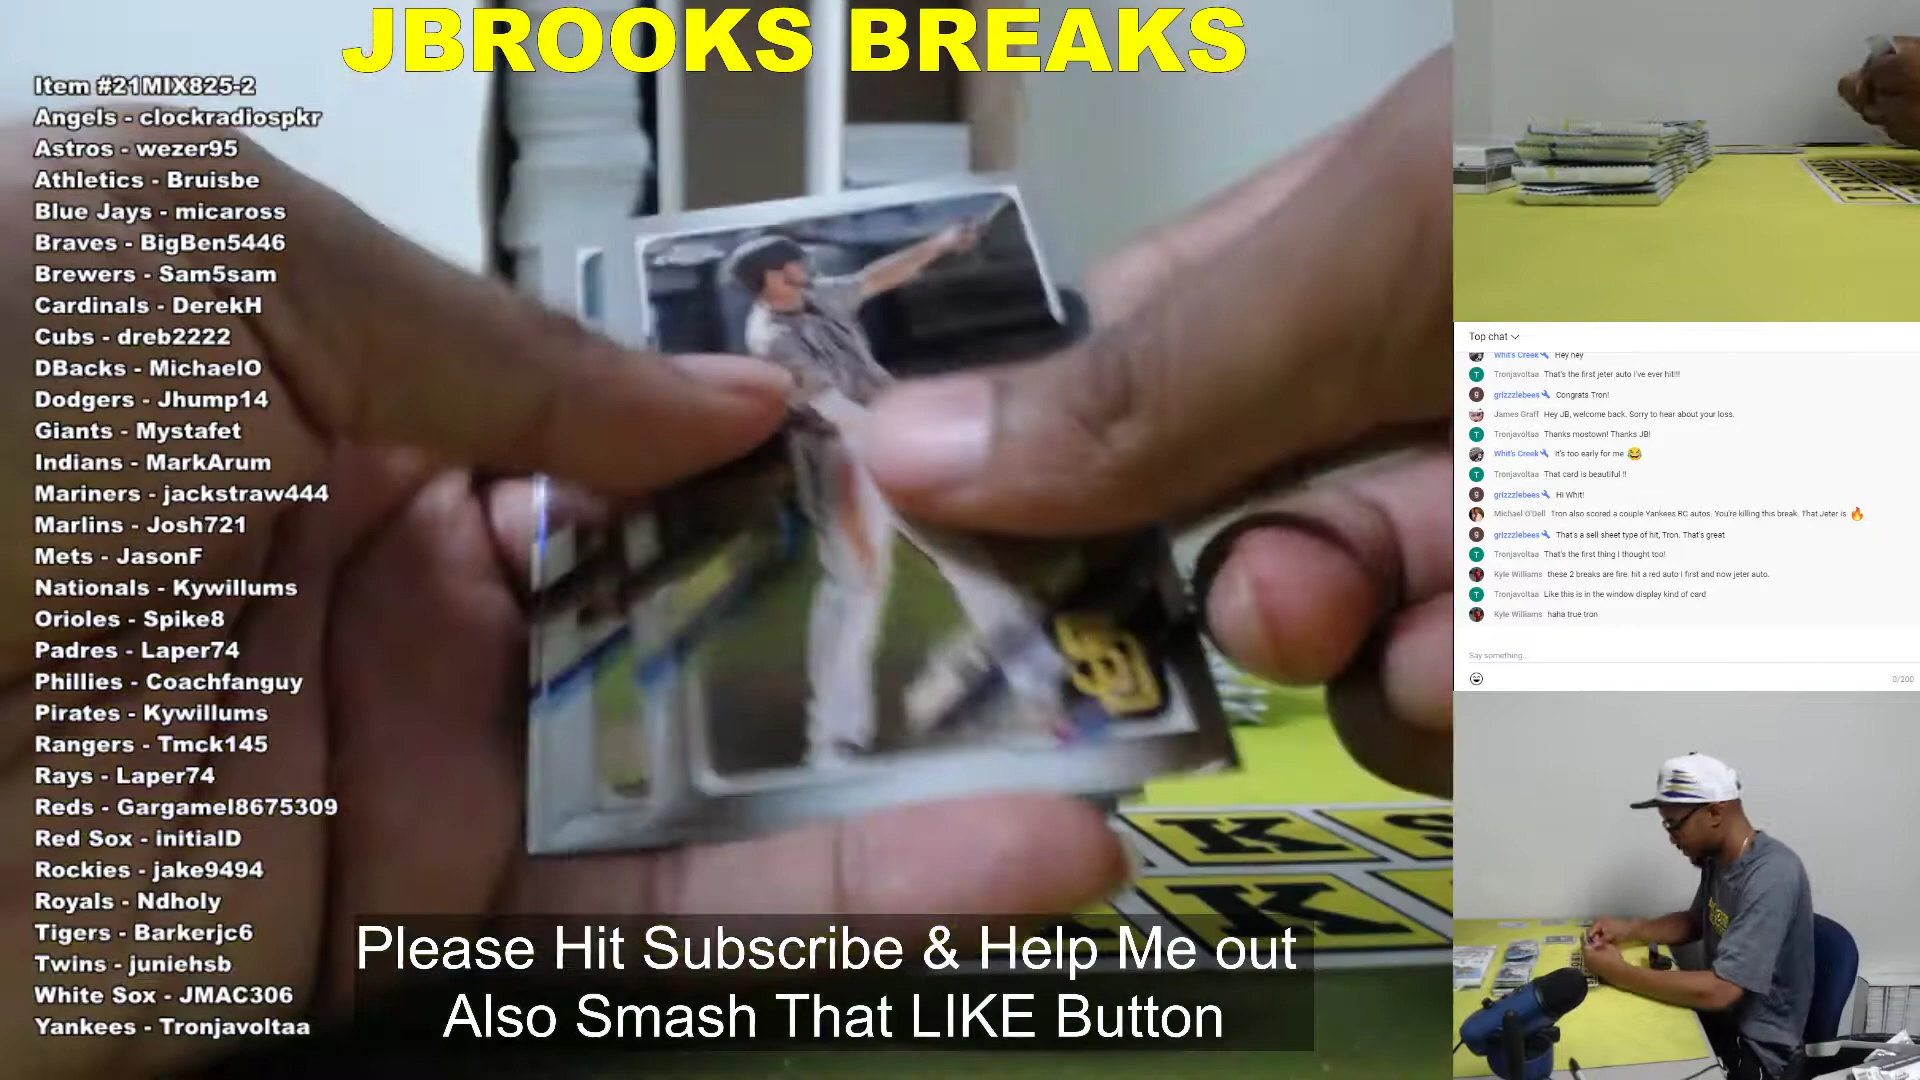 JBROOKS BREAKS
Item #21MIX825-2
Angels - clockradiospkr
Astros - wezer95
Athletics - Bruisbe
Blue Jays - micaross
Braves - BigBen5446
Brewers - Sam5sam
Cardinals - DerekH
Cubs - dreb2222
DBacks - MichaelO
Dodgers - Jhump14
Giants - Mystafet
Indians - MarkArum
Mariners - jackstraw444
Marlins - Josh721
Mets - JasonF
Nationals - Kywillums
Orioles - Spike8
Padres - Laper74
Phillies - Coachfanguy
Pirates - Kywillums
Rangers - Tmck145
Rays - Laper74
Reds - Gargamel8675309
Red Sox - initialD
Rockies - jake9494
Royals - Ndholy
Tigers - Barkerjc6
Twins - juniehsb
White Sox - JMAC306
Yankees - Tronjavoltaa
SD
K S
K
Please Hit Subscribe & Help Me out
Also Smash That LIKE Button
Top chat
Whit's Creek Hey hey
Tronjavoltaa That's the first jeter auto I've ever hit!!!
grizzzlebees Congrats Tron!
James Graff Hey JB, welcome back. Sorry to hear about your loss.
Tronjavoltaa Thanks mostown! Thanks JB!
Whit's Creek It's too early for me 😂
Tronjavoltaa That card is beautiful !!
grizzzlebees Hi Whit!
Michael O'Dell Tron also scored a couple Yankees RC autos. You're killing this break. That Jeter is 🔥
grizzzlebees That's a sell sheet type of hit, Tron. That's great
Tronjavoltaa That's the first thing I thought too!
Kyle Williams these 2 breaks are fire. hit a red auto I first and now jeter auto.
Tronjavoltaa Like this is in the window display kind of card
Kyle Williams haha true tron
Say something...
0/200